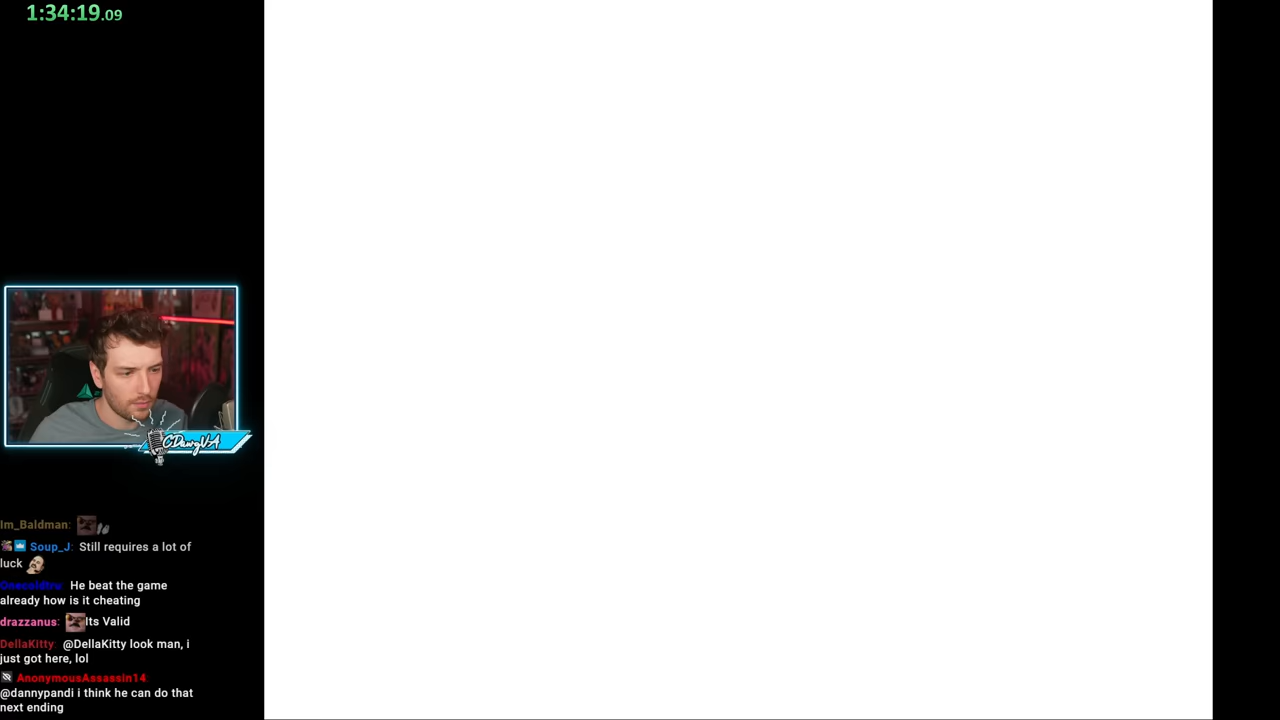 1:34:19.09
CDawgVA
Im_Baldman:
Soup_J: Still requires a lot of
luck
Onecoldtru: He beat the game
already how is it cheating
drazzanus: Its Valid
DellaKitty: @DellaKitty look man, i
just got here, lol
AnonymousAssassin14
@dannypandi i think he can do that
next ending